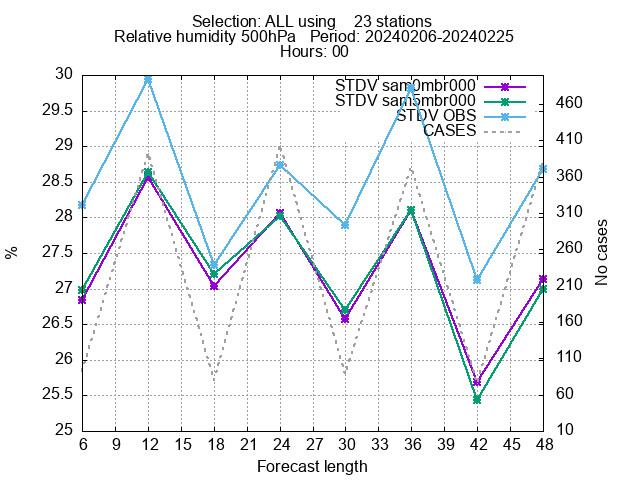 Selection: ALL using 23 stations
Relative humidity 500hPa Period: 20240206-20240225
Hours: 00
STDV sam0mbr000
STDV sam5mbr000
STDV OBS
CASES
30
29.5
29
28.5
28
27.5
27
26.5
26
25.5
25
%
460
410
360
310
260
210
160
110
60
10
No cases
6 9 12 15 18 21 24 27 30 33 36 39 42 45 48
Forecast length